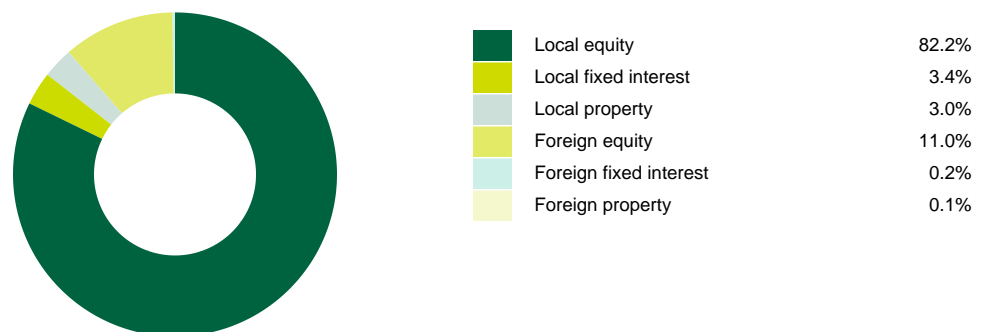 Local equity 82.2%
Local fixed interest 3.4%
Local property 3.0%
Foreign equity 11.0%
Foreign fixed interest 0.2%
Foreign property 0.1%